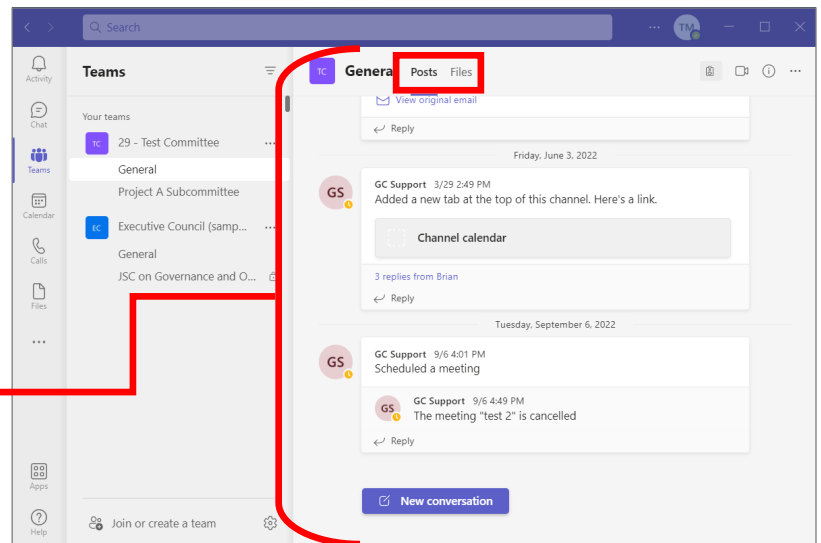 Search
TM
Activity
Chat
Teams
Calendar
Calls
Files
Apps
Help
Teams
Your teams
TC 29 - Test Committee
General
Project A Subcommittee
EC Executive Council (samp...
General
JSC on Governance and O...
Join or create a team
TC General Posts Files
View original email
Reply
Friday, June 3, 2022
GS
GC Support 3/29 2:49 PM
Added a new tab at the top of this channel. Here's a link.
Channel calendar
3 replies from Brian
Reply
Tuesday, September 6, 2022
GS
GC Support 9/6 4:01 PM
Scheduled a meeting
GS
GC Support 9/6 4:49 PM
The meeting "test 2" is cancelled
Reply
New conversation